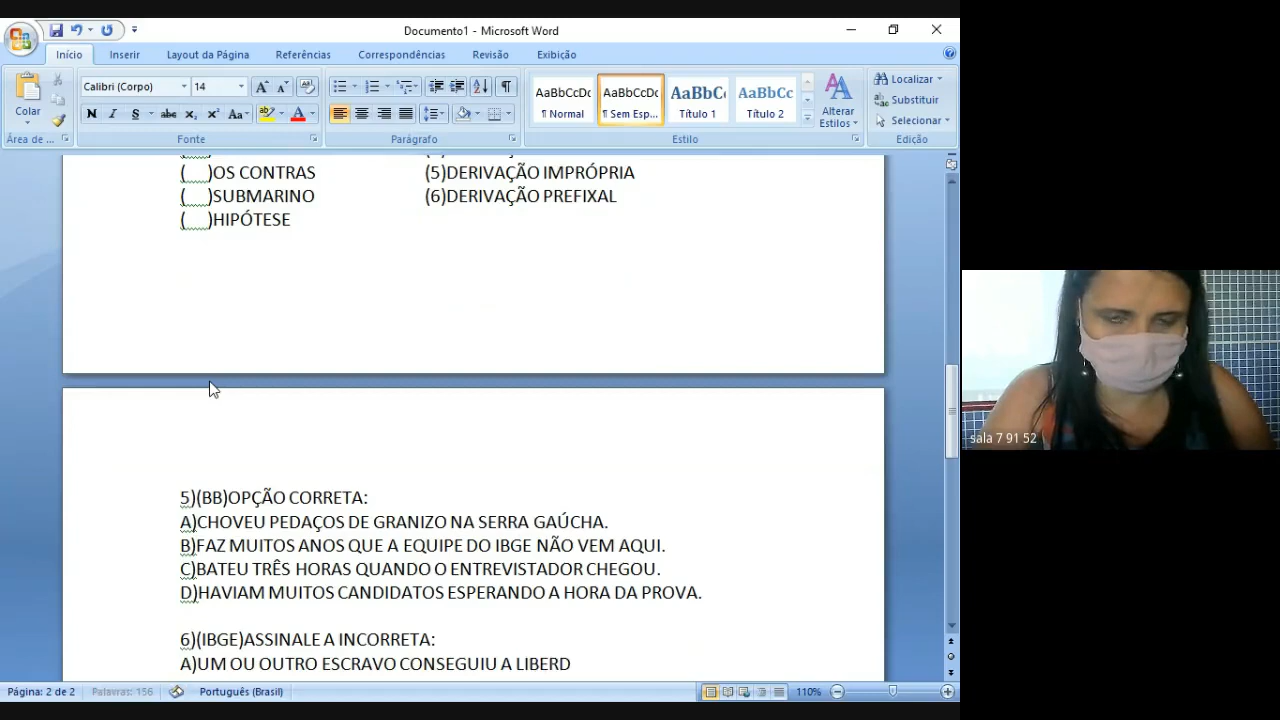 Documento1 - Microsoft Word
Início Inserir Layout da Página Referências Correspondências Revisão Exibição
Colar
Calibri (Corpo) 14
N I S abc x₂ x² Aa
AaBbCcDc AaBbCcDc AaBbC AaBbCc
¶ Normal ¶ Sem Esp... Título 1 Título 2
Alterar Estilos
Localizar
Substituir
Selecionar
Área de ... Fonte Parágrafo Estilo Edição
( )OS CONTRAS (5)DERIVAÇÃO IMPRÓPRIA
( )SUBMARINO (6)DERIVAÇÃO PREFIXAL
( )HIPÓTESE
5)(BB)OPÇÃO CORRETA:
A)CHOVEU PEDAÇOS DE GRANIZO NA SERRA GAÚCHA.
B)FAZ MUITOS ANOS QUE A EQUIPE DO IBGE NÃO VEM AQUI.
C)BATEU TRÊS HORAS QUANDO O ENTREVISTADOR CHEGOU.
D)HAVIAM MUITOS CANDIDATOS ESPERANDO A HORA DA PROVA.
6)(IBGE)ASSINALE A INCORRETA:
A)UM OU OUTRO ESCRAVO CONSEGUIU A LIBERD
Página: 2 de 2 Palavras: 156 Português (Brasil) 110%
sala 7 91 52